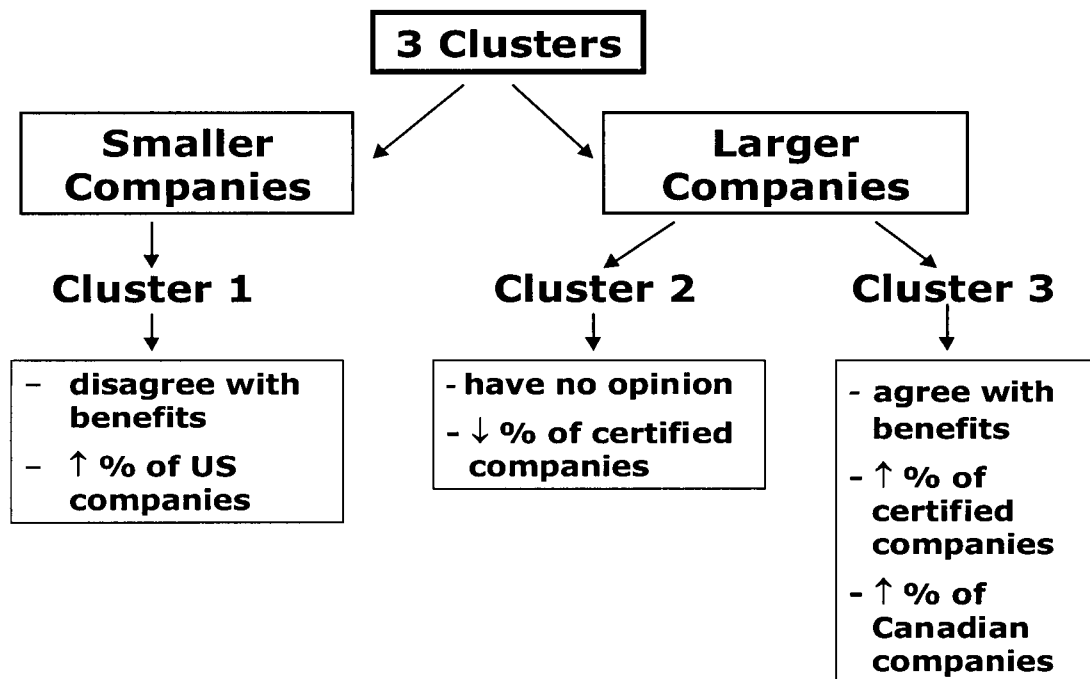 3 Clusters
Smaller
Companies
Larger
Companies
Cluster 1
Cluster 2
Cluster 3
– disagree with
benefits
– ↑ % of US
companies
- have no opinion
- ↓ % of certified
companies
- agree with
benefits
- ↑ % of
certified
companies
- ↑ % of
Canadian
companies